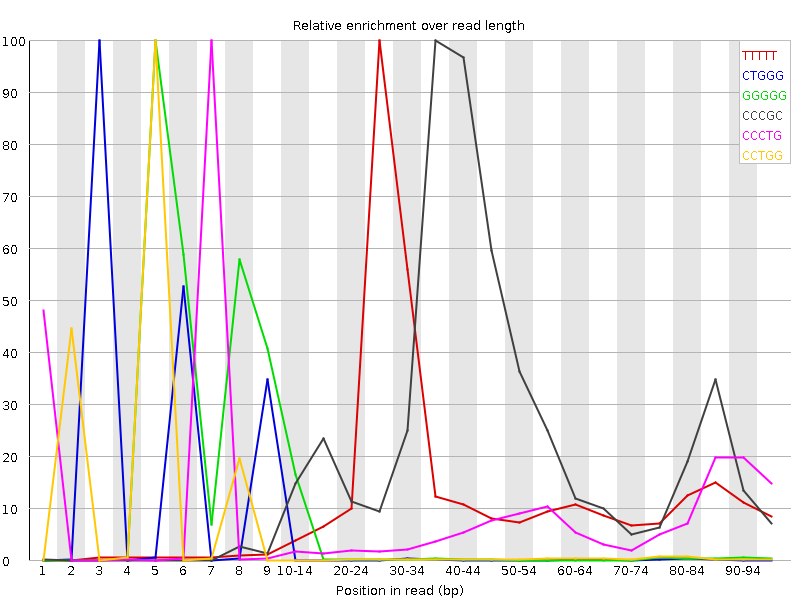 Relative enrichment over read length
100
90
80
70
60
50
40
30
20
10
0
TTTTT
CTGGG
GGGGG
CCCGC
CCCTG
CCTGG
1 2 3 4 5 6 7 8 9 10-14 20-24 30-34 40-44 50-54 60-64 70-74 80-84 90-94
Position in read (bp)